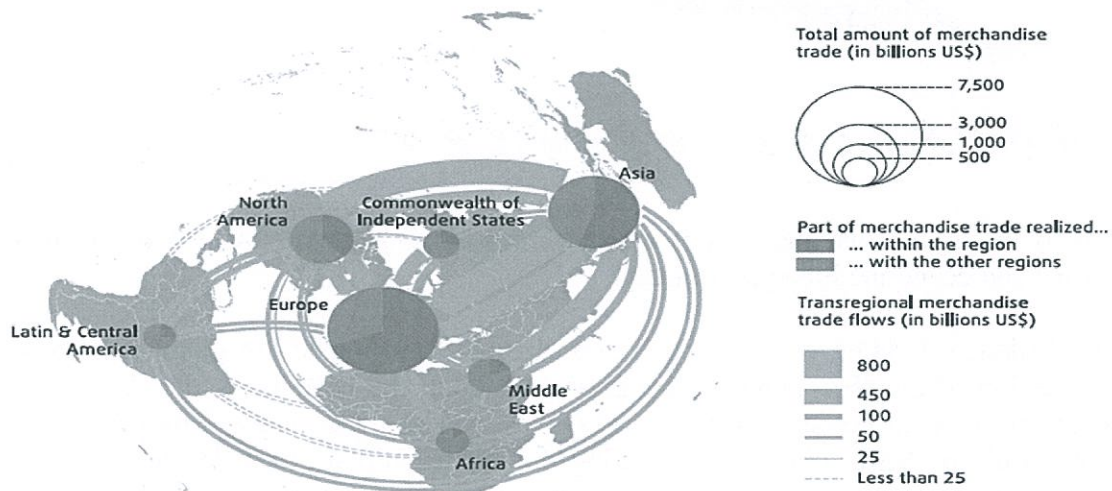 Total amount of merchandise
trade (in billions US$)
7,500
3,000
1,000
500
Asia
North
America
Commonwealth of
Independent States
Europe
Latin & Central
America
Middle
East
Africa
Part of merchandise trade realized...
... within the region
... with the other regions
Transregional merchandise
trade flows (in billions US$)
800
450
100
50
25
Less than 25